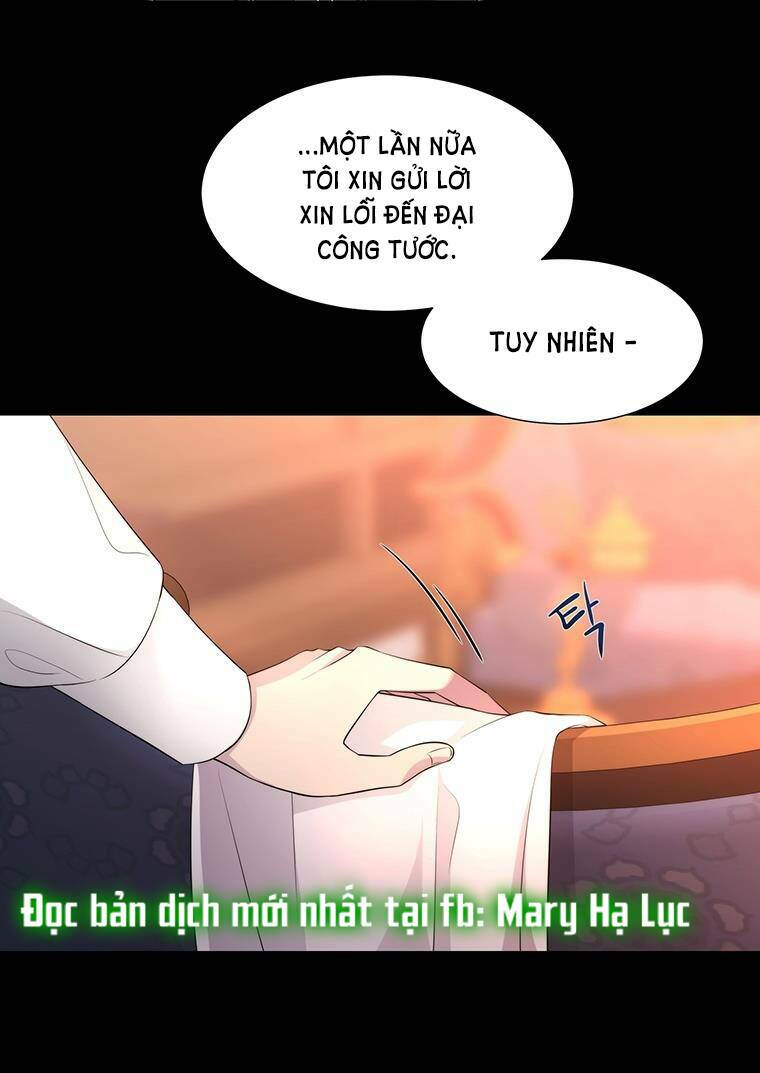 ...MỘT LẦN NỮA
TÔI XIN GỬI LỜI
XIN LỖI ĐẾN ĐẠI
CÔNG TƯỚC.
TUY NHIÊN -
탁
Đọc bản dịch mới nhất tại fb: Mary Hạ Lục